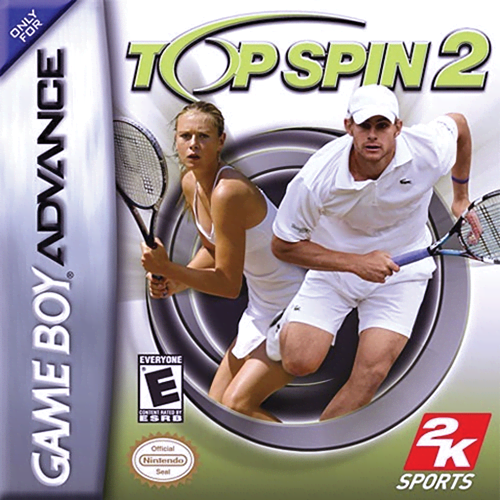 ONLY
FOR
GAME BOY ADVANCE
TOP SPIN 2
EVERYONE
E
CONTENT RATED BY
ESRB
Official
Nintendo
Seal
2K
SPORTS